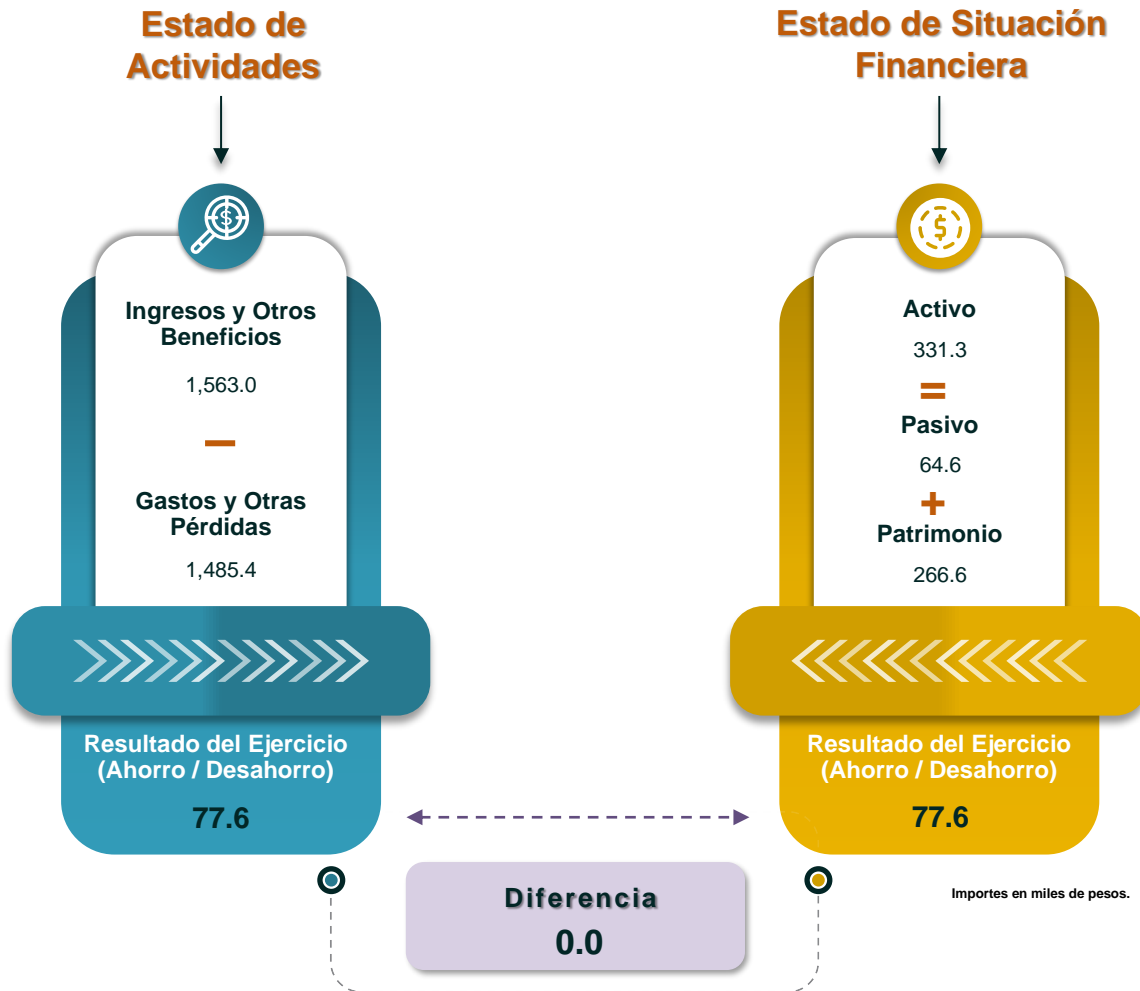 Estado de
Actividades
Ingresos y Otros
Beneficios
1,563.0
−
Gastos y Otras
Pérdidas
1,485.4
Resultado del Ejercicio
(Ahorro / Desahorro)
77.6
Estado de Situación
Financiera
Activo
331.3
=
Pasivo
64.6
+
Patrimonio
266.6
Resultado del Ejercicio
(Ahorro / Desahorro)
77.6
Diferencia
0.0
Importes en miles de pesos.